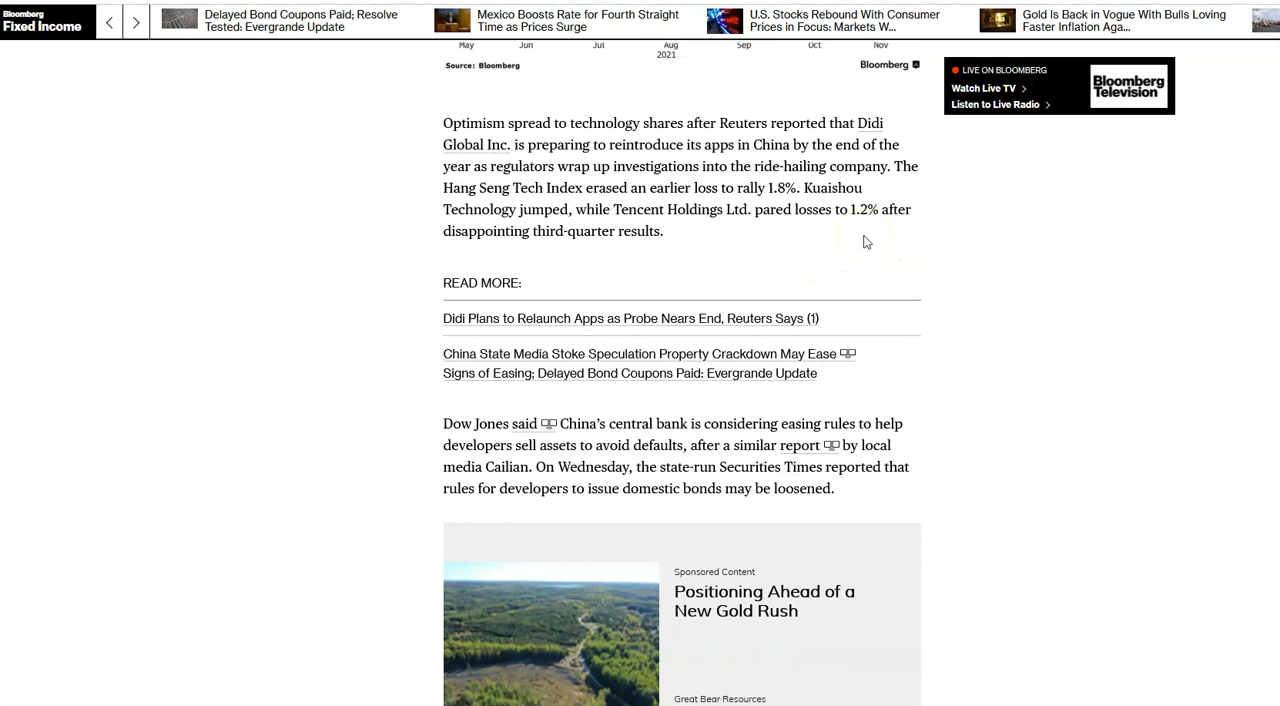 Bloomberg
Fixed Income
Delayed Bond Coupons Paid; Resolve
Tested: Evergrande Update
Mexico Boosts Rate for Fourth Straight
Time as Prices Surge
U.S. Stocks Rebound With Consumer
Prices in Focus: Markets W...
Gold Is Back in Vogue With Bulls Loving
Faster Inflation Aga...
May Jun Jul Aug Sep Oct Nov
2021
Source: Bloomberg
Bloomberg
LIVE ON BLOOMBERG
Watch Live TV >
Listen to Live Radio >
Bloomberg
Television
Optimism spread to technology shares after Reuters reported that Didi
Global Inc. is preparing to reintroduce its apps in China by the end of the
year as regulators wrap up investigations into the ride-hailing company. The
Hang Seng Tech Index erased an earlier loss to rally 1.8%. Kuaishou
Technology jumped, while Tencent Holdings Ltd. pared losses to 1.2% after
disappointing third-quarter results.
READ MORE:
Didi Plans to Relaunch Apps as Probe Nears End, Reuters Says (1)
China State Media Stoke Speculation Property Crackdown May Ease
Signs of Easing; Delayed Bond Coupons Paid: Evergrande Update
Dow Jones said China’s central bank is considering easing rules to help
developers sell assets to avoid defaults, after a similar report by local
media Cailian. On Wednesday, the state-run Securities Times reported that
rules for developers to issue domestic bonds may be loosened.
Sponsored Content
Positioning Ahead of a
New Gold Rush
Great Bear Resources